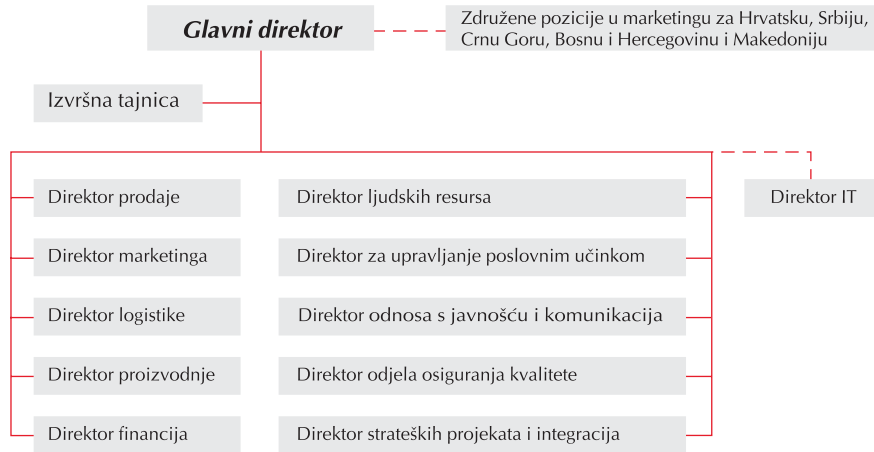 Glavni direktor
Združene pozicije u marketingu za Hrvatsku, Srbiju,
Crnu Goru, Bosnu i Hercegovinu i Makedoniju
Izvršna tajnica
Direktor prodaje
Direktor ljudskih resursa
Direktor IT
Direktor marketinga
Direktor za upravljanje poslovnim učinkom
Direktor logistike
Direktor odnosa s javnošću i komunikacija
Direktor proizvodnje
Direktor odjela osiguranja kvalitete
Direktor financija
Direktor strateških projekata i integracija